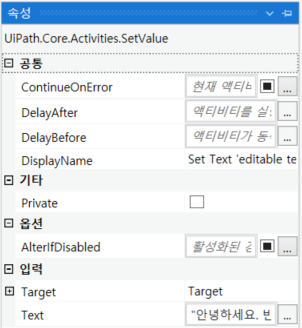 속성
UiPath.Core.Activities.SetValue
공통
ContinueOnError 현재 액티비 ...
DelayAfter 액티비티를 실 ...
DelayBefore 액티비티가 동 ...
DisplayName Set Text 'editable te
기타
Private
옵션
AlterIfDisabled 활성화된 경 ...
입력
Target Target
Text "안녕하세요. 반 ...